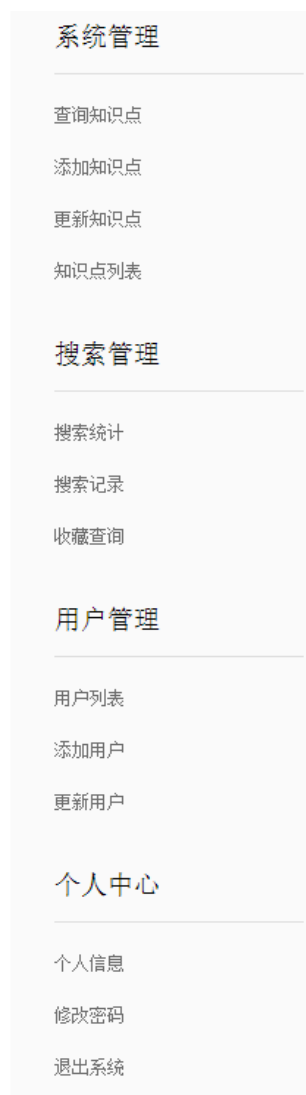 系统管理
查询知识点
添加知识点
更新知识点
知识点列表
搜索管理
搜索统计
搜索记录
收藏查询
用户管理
用户列表
添加用户
更新用户
个人中心
个人信息
修改密码
退出系统